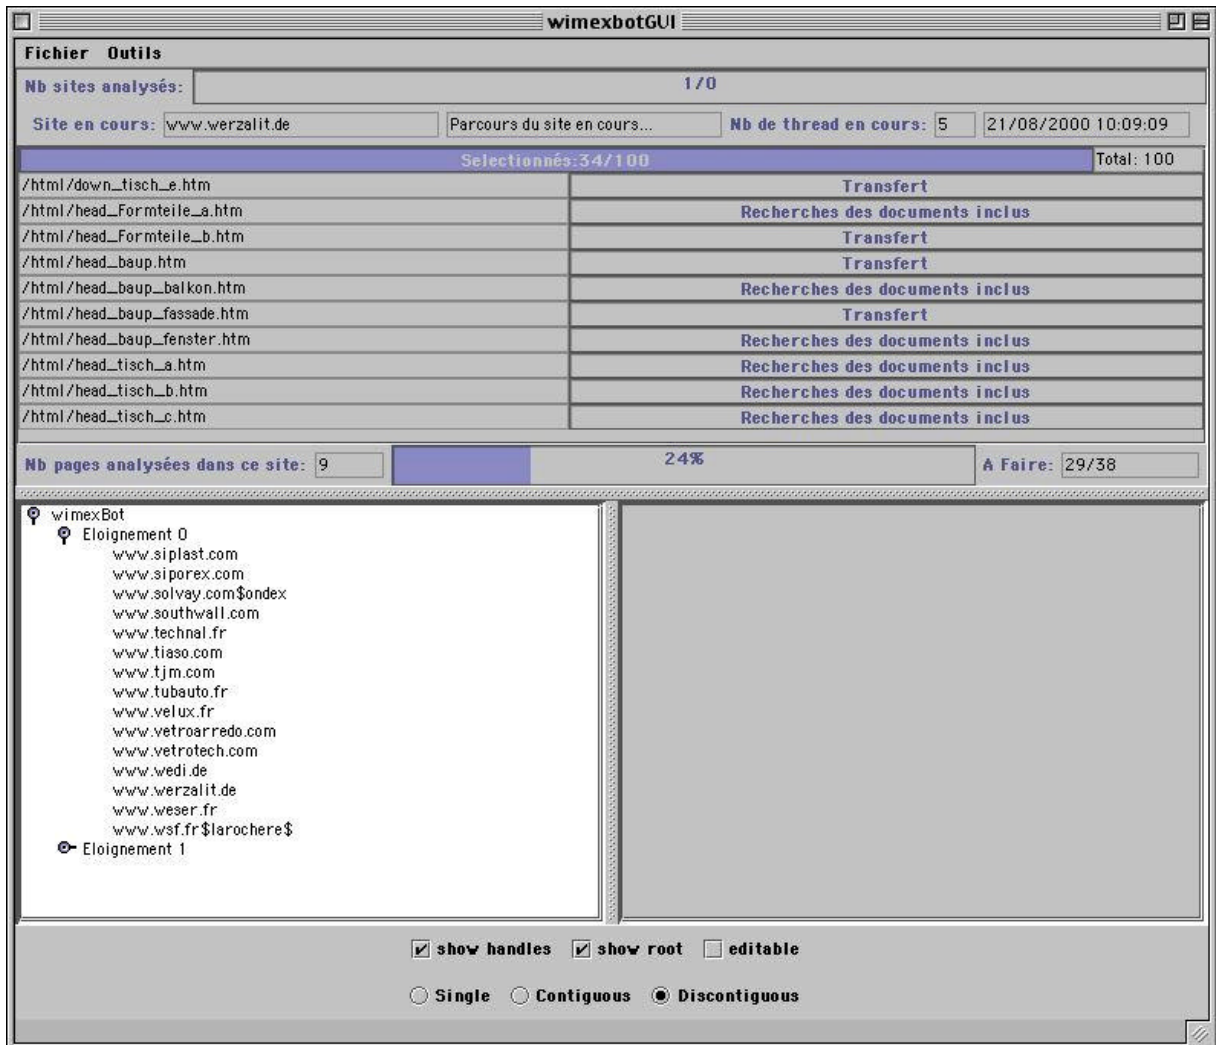 wimexbotGUI
Fichier Outils
Nb sites analysés: 1/0
Site en cours: www.werzalit.de Parcours du site en cours... Nb de thread en cours: 5 21/08/2000 10:09:09
Selectionnés:34/100 Total: 100
/html/down_tisch_e.htm Transfert
/html/head_Formteile_a.htm Recherches des documents inclus
/html/head_Formteile_b.htm Transfert
/html/head_baup.htm Transfert
/html/head_baup_balkon.htm Recherches des documents inclus
/html/head_baup_fassade.htm Transfert
/html/head_baup_fenster.htm Recherches des documents inclus
/html/head_tisch_a.htm Recherches des documents inclus
/html/head_tisch_b.htm Recherches des documents inclus
/html/head_tisch_c.htm Recherches des documents inclus
Nb pages analysées dans ce site: 9 24% A Faire: 29/38
wimexBot
Eloignement 0
www.siplast.com
www.siporex.com
www.solvay.com$ondex
www.southwall.com
www.technal.fr
www.tiaso.com
www.tjm.com
www.tubauto.fr
www.velux.fr
www.vetroarredo.com
www.vetrotech.com
www.wedi.de
www.werzalit.de
www.weser.fr
www.wsf.fr$larochere$
Eloignement 1
show handles show root editable
Single Contiguous Discontiguous